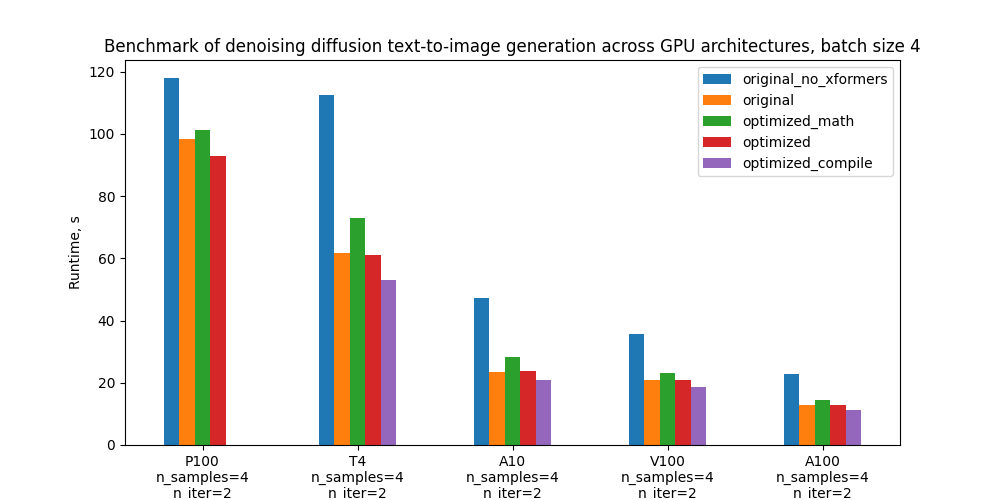 Benchmark of denoising diffusion text-to-image generation across GPU architectures, batch size 4
Runtime, s
120
100
80
60
40
20
0
original_no_xformers
original
optimized_math
optimized
optimized_compile
P100
n_samples=4
n_iter=2
T4
n_samples=4
n_iter=2
A10
n_samples=4
n_iter=2
V100
n_samples=4
n_iter=2
A100
n_samples=4
n_iter=2